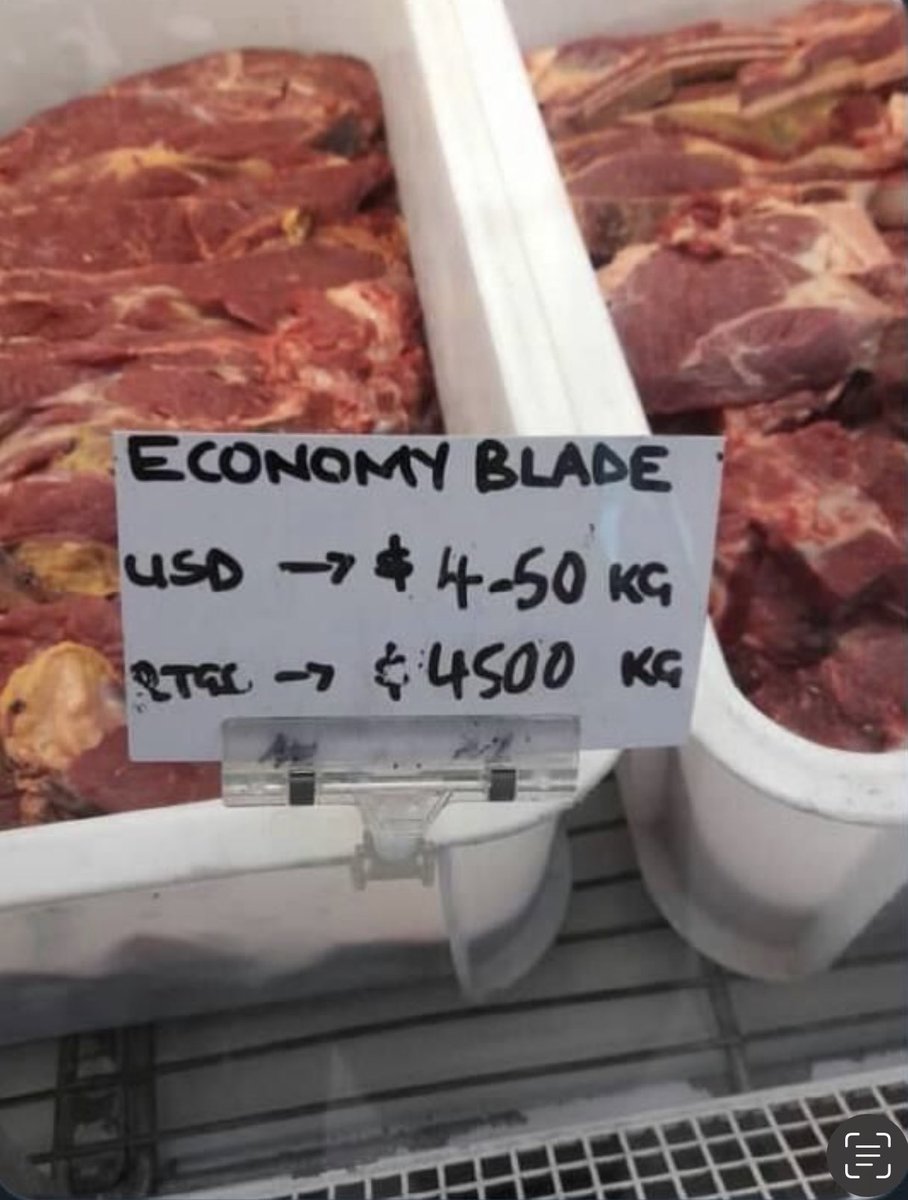 ECONOMY BLADE
USD → $ 4-50 KG
RTGS → $ 4500 KG